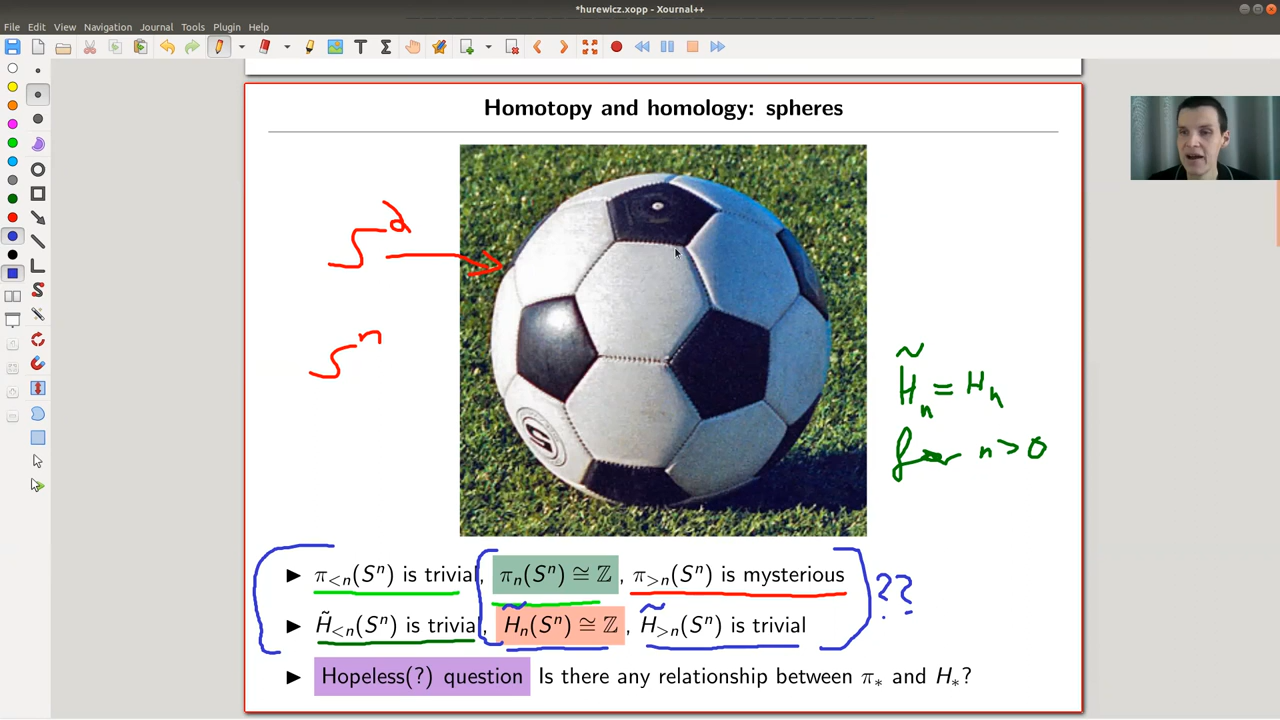 *hurewicz.xopp - Xournal++
File Edit View Navigation Journal Tools Plugin Help
Homotopy and homology: spheres
S²
Sⁿ
H̃ₙ = Hₙ
for n > 0
► π<n(Sⁿ) is trivial, πₙ(Sⁿ) ≅ ℤ, π>n(Sⁿ) is mysterious
► H̃<n(Sⁿ) is trivial, H̃ₙ(Sⁿ) ≅ ℤ, H̃>n(Sⁿ) is trivial
??
► Hopeless(?) question Is there any relationship between π* and H*?